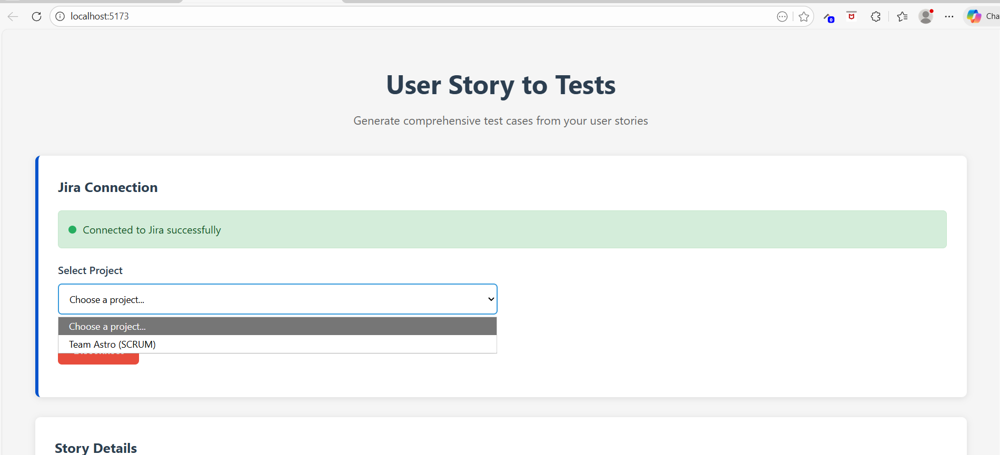 localhost:5173
0
Cha
User Story to Tests
Generate comprehensive test cases from your user stories
Jira Connection
Connected to Jira successfully
Select Project
Choose a project...
Choose a project...
Team Astro (SCRUM)
Story Details